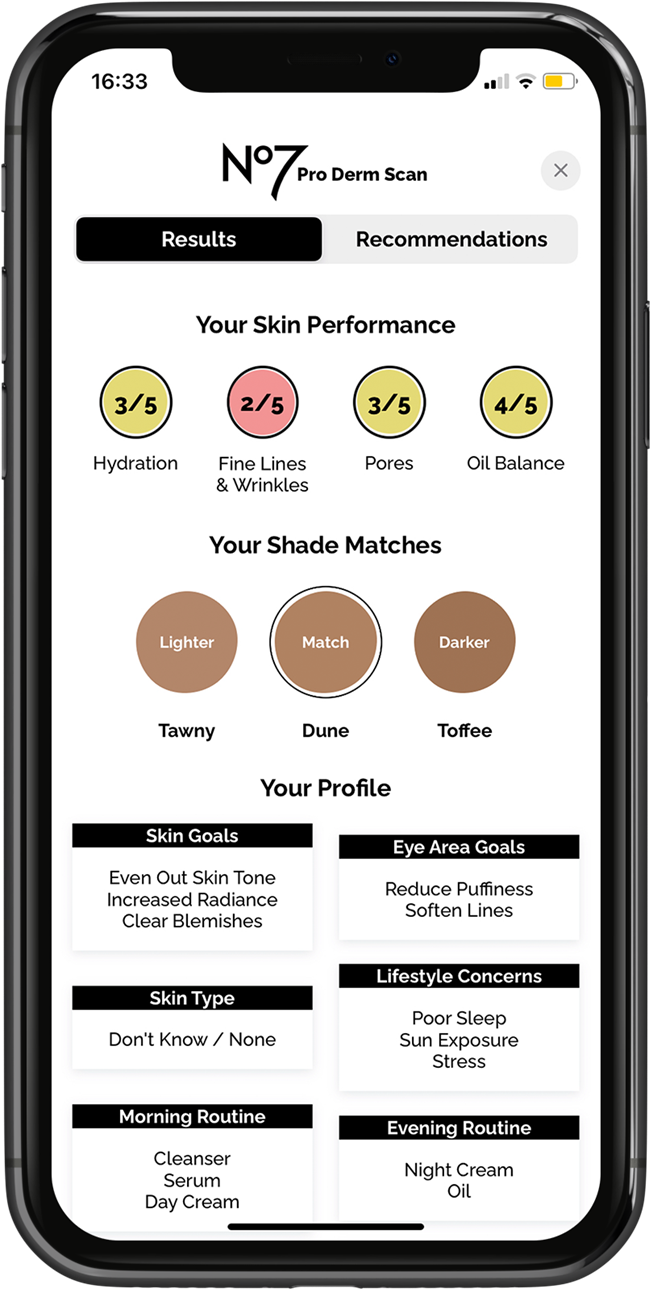 16:33
No7 Pro Derm Scan
Results
Recommendations
Your Skin Performance
3/5
2/5
3/5
4/5
Hydration
Fine Lines
& Wrinkles
Pores
Oil Balance
Your Shade Matches
Lighter
Match
Darker
Tawny
Dune
Toffee
Your Profile
Skin Goals
Even Out Skin Tone
Increased Radiance
Clear Blemishes
Eye Area Goals
Reduce Puffiness
Soften Lines
Skin Type
Don't Know / None
Lifestyle Concerns
Poor Sleep
Sun Exposure
Stress
Morning Routine
Cleanser
Serum
Day Cream
Evening Routine
Night Cream
Oil